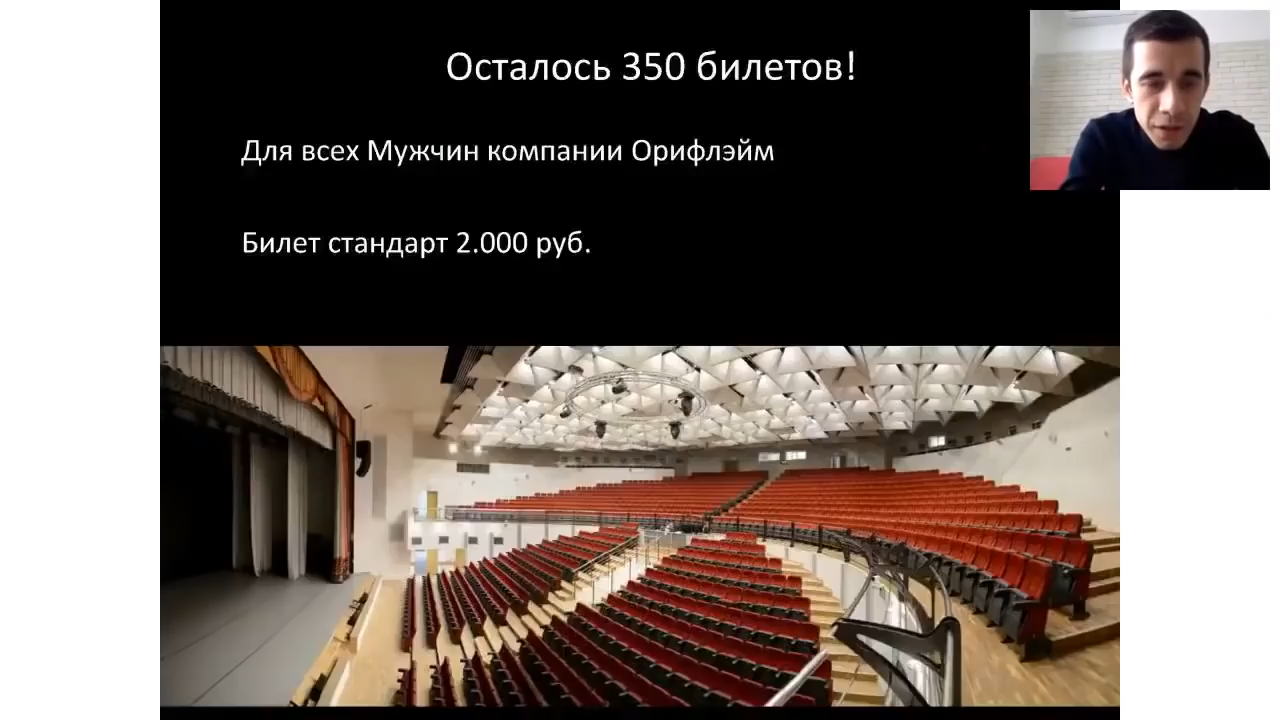 Осталось 350 билетов!
Для всех Мужчин компании Орифлэйм
Билет стандарт 2.000 руб.